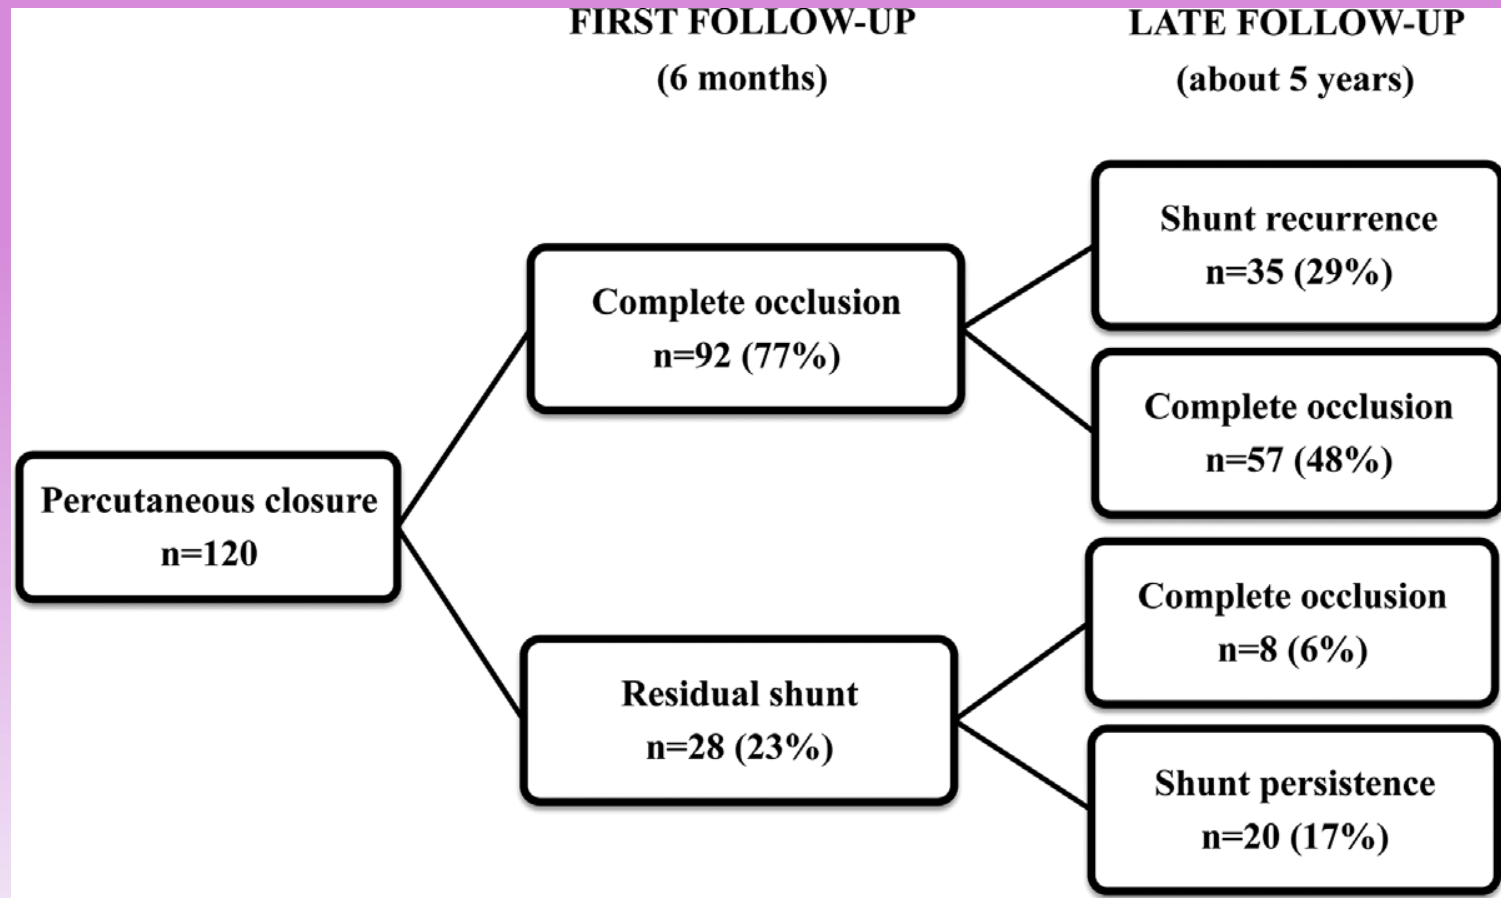 FIRST FOLLOW-UP
(6 months)
LATE FOLLOW-UP
(about 5 years)
Percutaneous closure
n=120
Complete occlusion
n=92 (77%)
Residual shunt
n=28 (23%)
Shunt recurrence
n=35 (29%)
Complete occlusion
n=57 (48%)
Complete occlusion
n=8 (6%)
Shunt persistence
n=20 (17%)